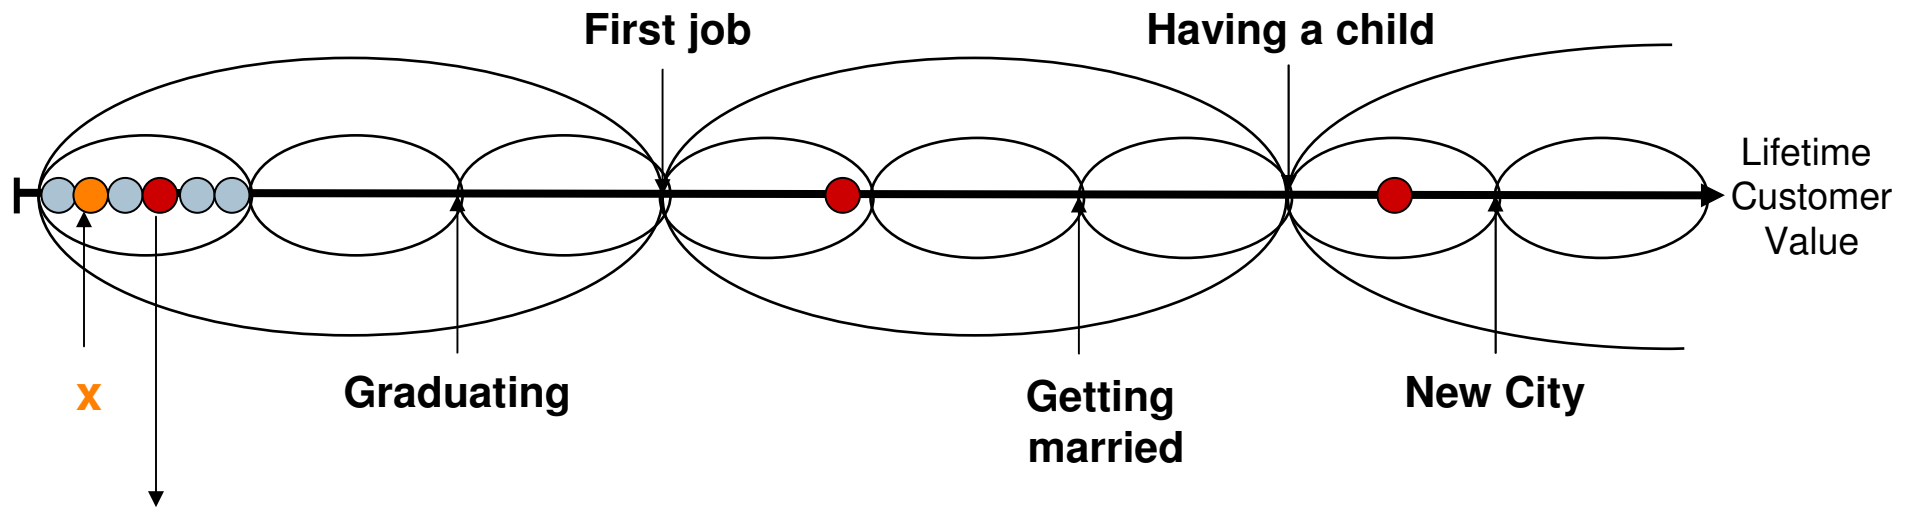 First job
Having a child
Lifetime
Customer
Value
x
Graduating
Getting
married
New City